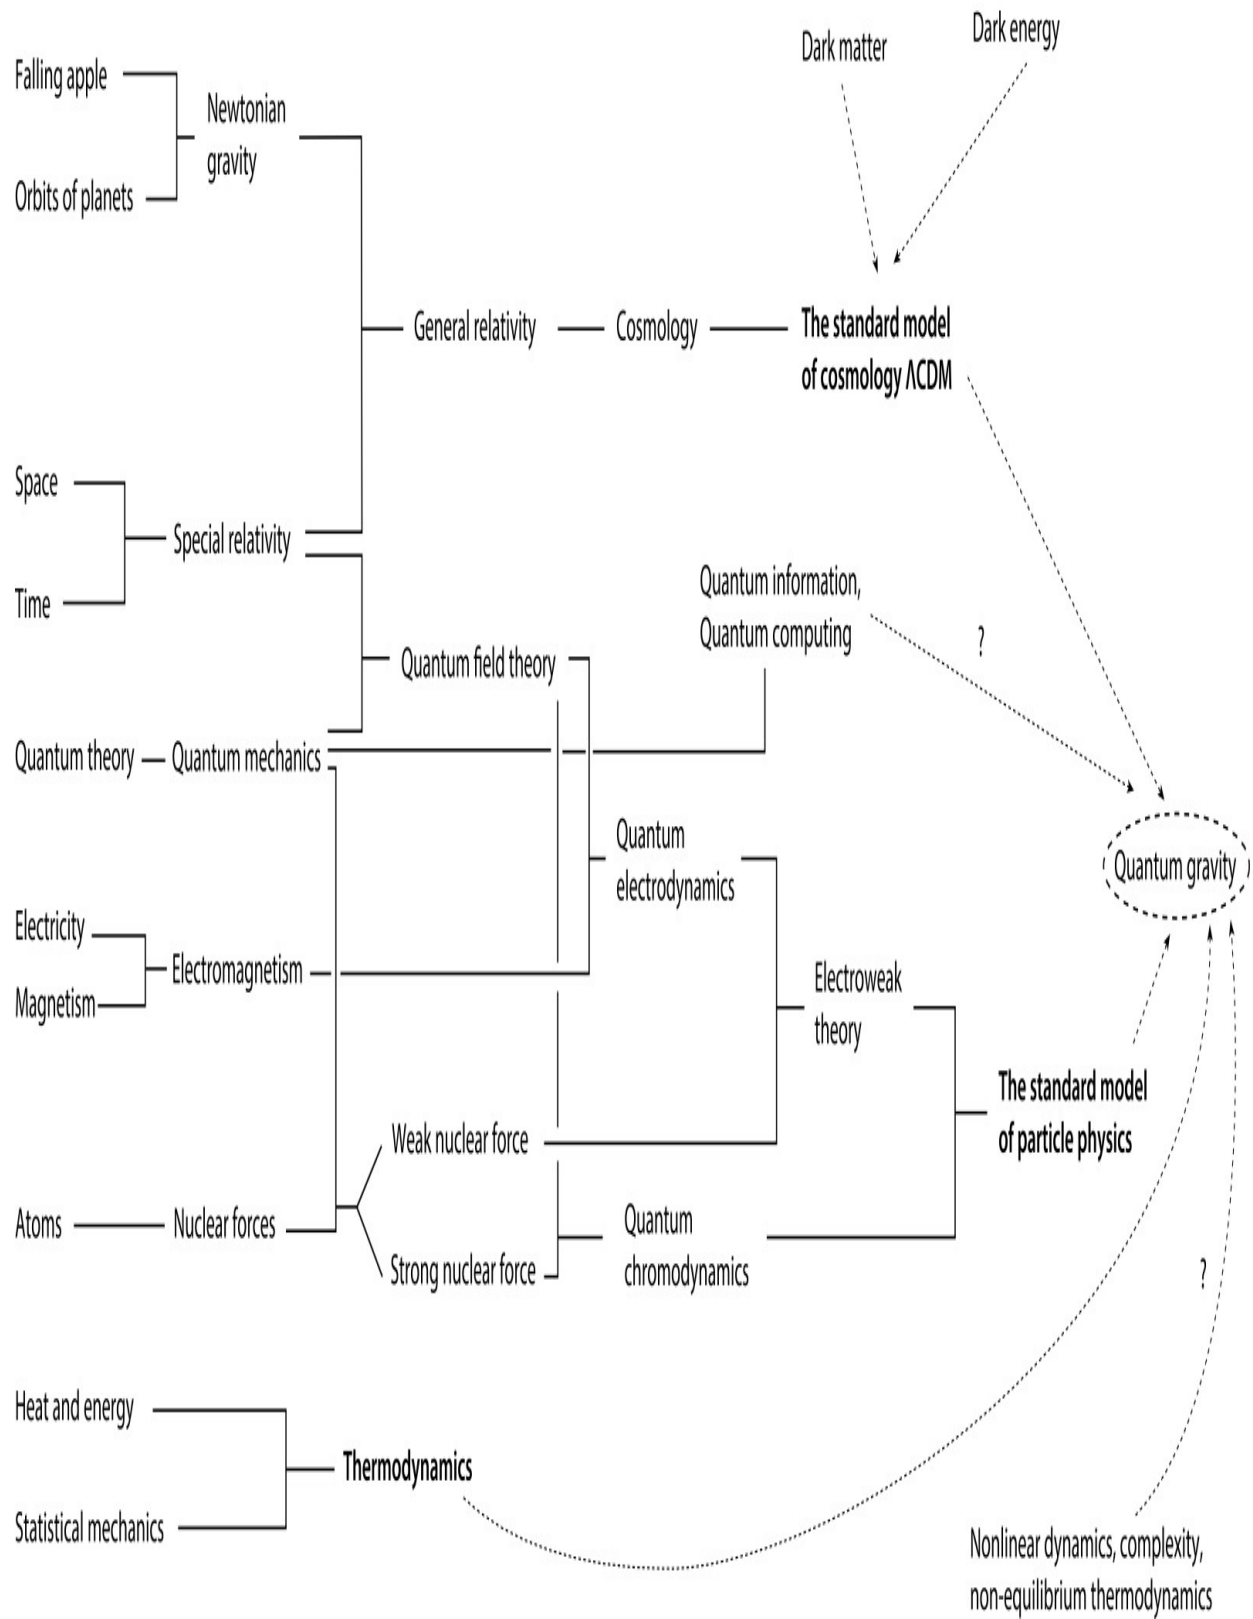 Dark matter
Dark energy
Falling apple
Newtonian
gravity
Orbits of planets
General relativity
Cosmology
The standard model
of cosmology ΛCDM
Space
Special relativity
Time
Quantum information,
Quantum computing
?
Quantum field theory
Quantum theory
Quantum mechanics
Quantum
electrodynamics
Quantum gravity
Electricity
Electromagnetism
Magnetism
Electroweak
theory
The standard model
of particle physics
Weak nuclear force
Atoms
Nuclear forces
Quantum
chromodynamics
Strong nuclear force
?
Heat and energy
Thermodynamics
Statistical mechanics
Nonlinear dynamics, complexity,
non-equilibrium thermodynamics